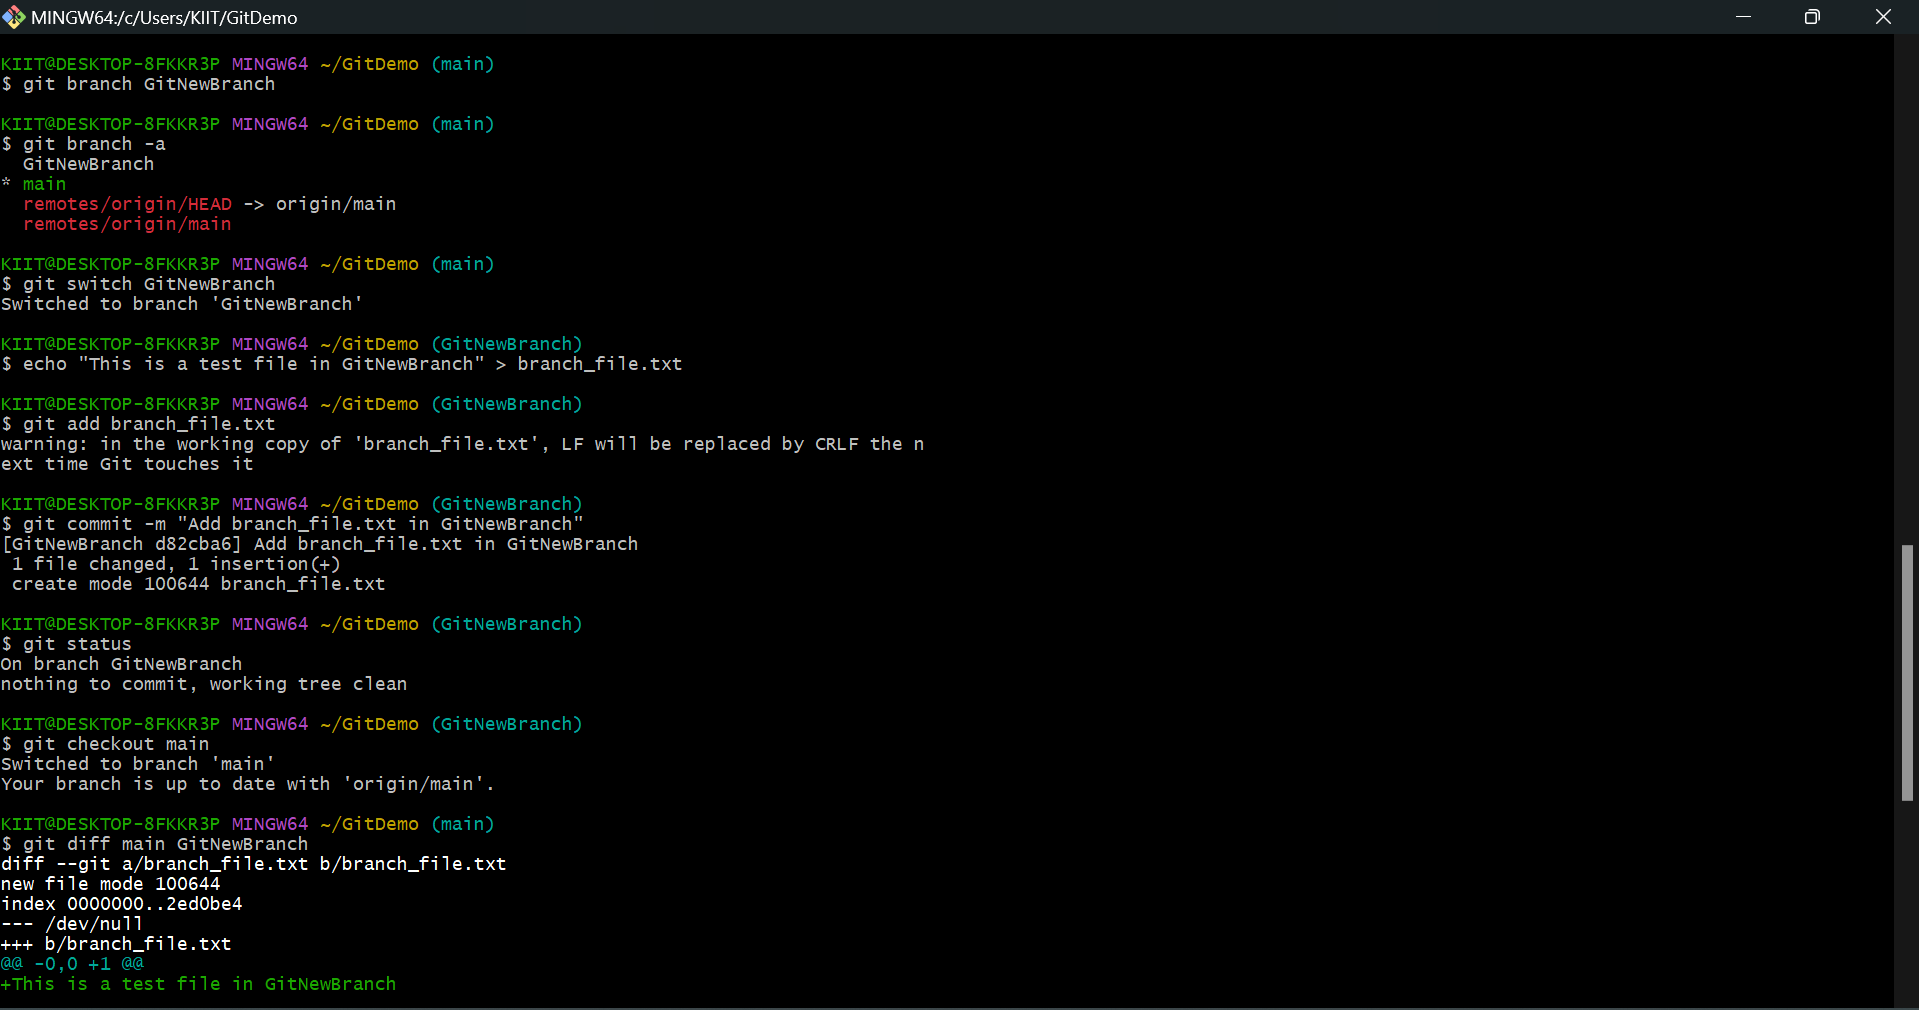 MINGW64:/c/Users/KIIT/GitDemo
KIIT@DESKTOP-8FKKR3P MINGW64 ~/GitDemo (main)
$ git branch GitNewBranch
KIIT@DESKTOP-8FKKR3P MINGW64 ~/GitDemo (main)
$ git branch -a
  GitNewBranch
* main
  remotes/origin/HEAD -> origin/main
  remotes/origin/main
KIIT@DESKTOP-8FKKR3P MINGW64 ~/GitDemo (main)
$ git switch GitNewBranch
Switched to branch 'GitNewBranch'
KIIT@DESKTOP-8FKKR3P MINGW64 ~/GitDemo (GitNewBranch)
$ echo "This is a test file in GitNewBranch" > branch_file.txt
KIIT@DESKTOP-8FKKR3P MINGW64 ~/GitDemo (GitNewBranch)
$ git add branch_file.txt
warning: in the working copy of 'branch_file.txt', LF will be replaced by CRLF the n
ext time Git touches it
KIIT@DESKTOP-8FKKR3P MINGW64 ~/GitDemo (GitNewBranch)
$ git commit -m "Add branch_file.txt in GitNewBranch"
[GitNewBranch d82cba6] Add branch_file.txt in GitNewBranch
 1 file changed, 1 insertion(+)
 create mode 100644 branch_file.txt
KIIT@DESKTOP-8FKKR3P MINGW64 ~/GitDemo (GitNewBranch)
$ git status
On branch GitNewBranch
nothing to commit, working tree clean
KIIT@DESKTOP-8FKKR3P MINGW64 ~/GitDemo (GitNewBranch)
$ git checkout main
Switched to branch 'main'
Your branch is up to date with 'origin/main'.
KIIT@DESKTOP-8FKKR3P MINGW64 ~/GitDemo (main)
$ git diff main GitNewBranch
diff --git a/branch_file.txt b/branch_file.txt
new file mode 100644
index 0000000..2ed0be4
--- /dev/null
+++ b/branch_file.txt
@@ -0,0 +1 @@
+This is a test file in GitNewBranch